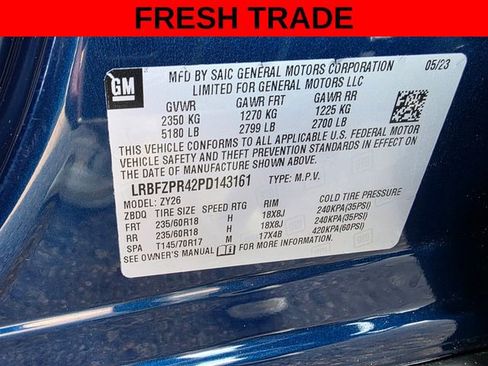 FRESH TRADE
GM
MFD BY SAIC GENERAL MOTORS CORPORATION 05/23
LIMITED FOR GENERAL MOTORS LLC
GVWR GAWR FRT GAWR RR
2350 KG 1270 KG 1225 KG
5180 LB 2799 LB 2700 LB
THIS VEHICLE CONFORMS TO ALL APPLICABLE U.S. FEDERAL MOTOR
VEHICLE SAFETY AND THEFT PREVENTION STANDARDS IN EFFECT ON
THE DATE OF MANUFACTURE SHOWN ABOVE.
LRBFZPR42PD143161 TYPE: M.P.V.
MODEL: ZY26
ZBDQ TIRE SIZE SPEED RTG RIM COLD TIRE PRESSURE
FRT 235/60R18 H 18X8J 240KPA(35PSI)
RR 235/60R18 H 18X8J 240KPA(35PSI)
SPA T145/70R17 M 17X4B 420KPA(60PSI)
SEE OWNER'S MANUAL FOR ADDITIONAL INFORMATION.